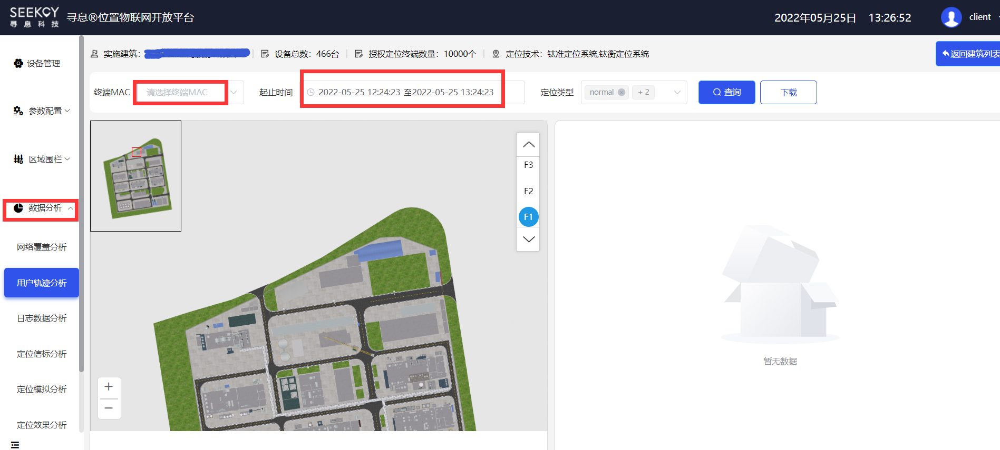 SEEKCY
寻息科技
寻息®位置物联网开放平台
2022年05月25日 13:26:52
client
实施建筑：
设备总数：466台
授权定位终端数量：10000个
定位技术：钛准定位系统,钛衡定位系统
返回建筑列表
设备管理
参数配置
区域围栏
数据分析
网络覆盖分析
用户轨迹分析
日志数据分析
定位信标分析
定位模拟分析
定位效果分析
终端MAC 请选择终端MAC
起止时间 2022-05-25 12:24:23 至2022-05-25 13:24:23
定位类型 normal + 2
查询
下载
F3
F2
F1
+
−
暂无数据